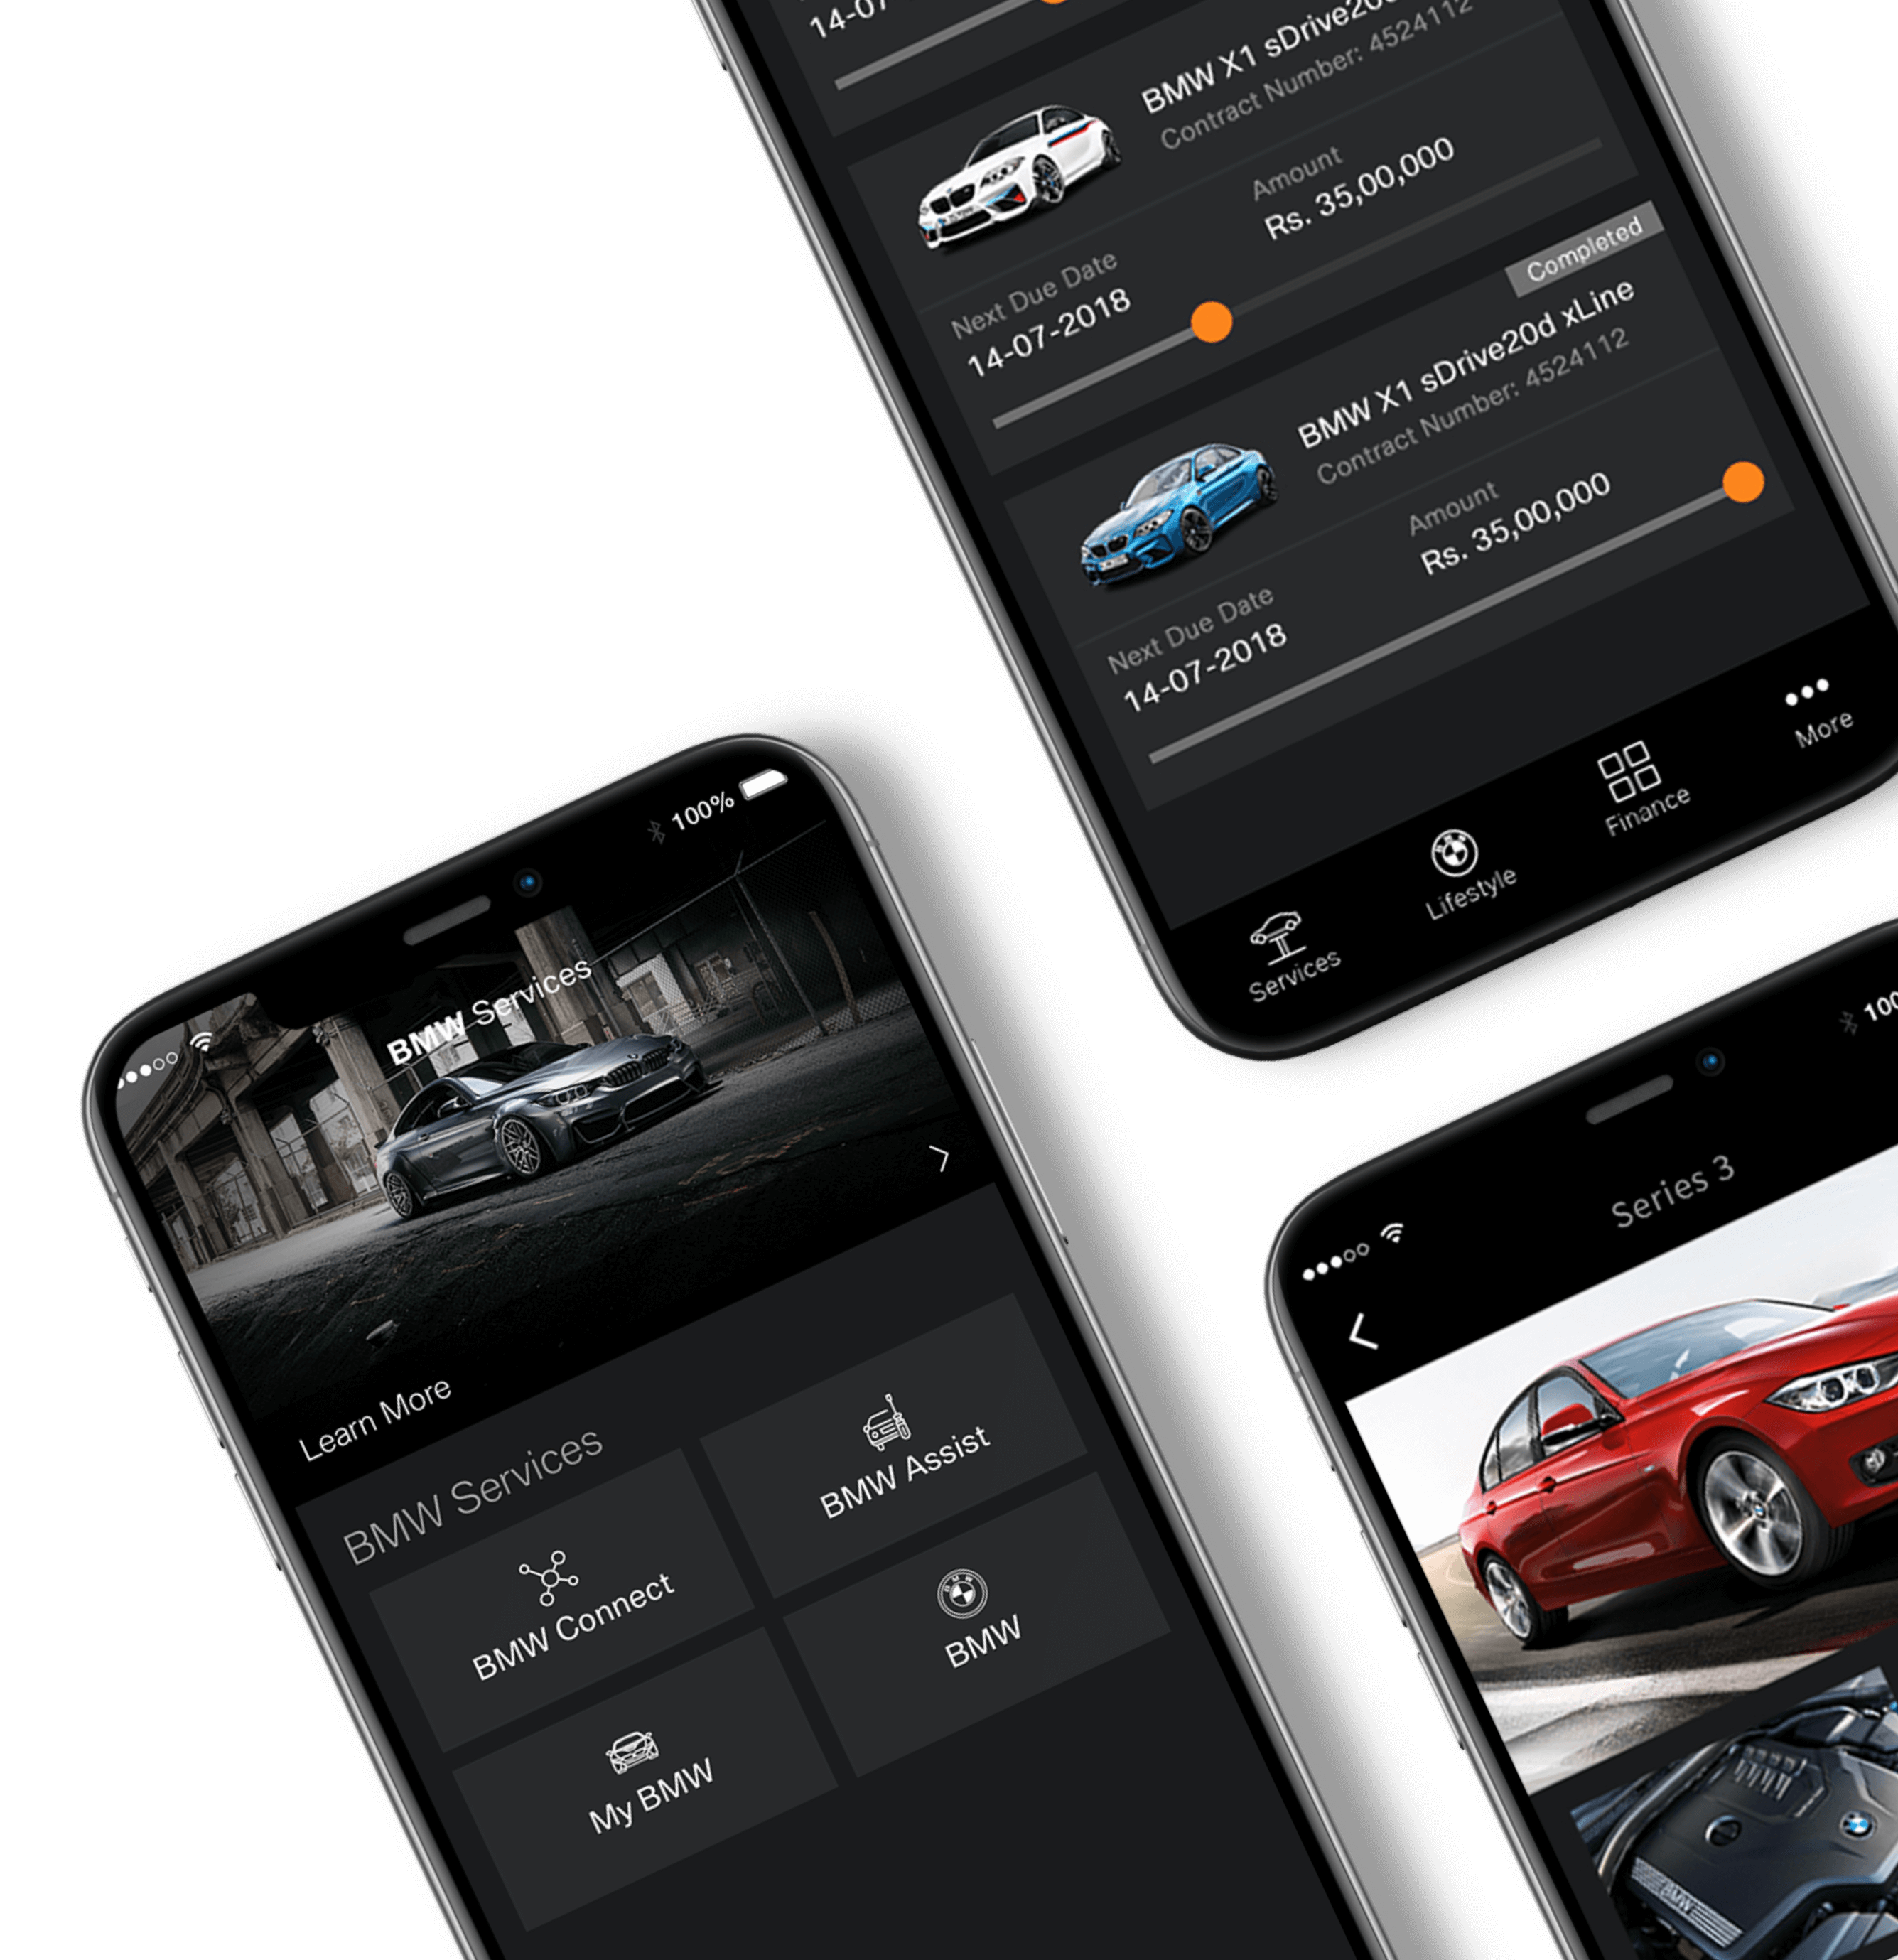 14-07
BMW X1 sDrive20
Contract Number: 4524112
Amount
Rs. 35,00,000
Next Due Date
14-07-2018
Completed
BMW X1 sDrive20d xLine
Contract Number: 4524112
Amount
Rs. 35,00,000
Next Due Date
14-07-2018
Services
Lifestyle
Finance
More
100%
BMW Services
Learn More
BMW Services
BMW Connect
BMW Assist
My BMW
BMW
BMW
100
Series 3
BMW